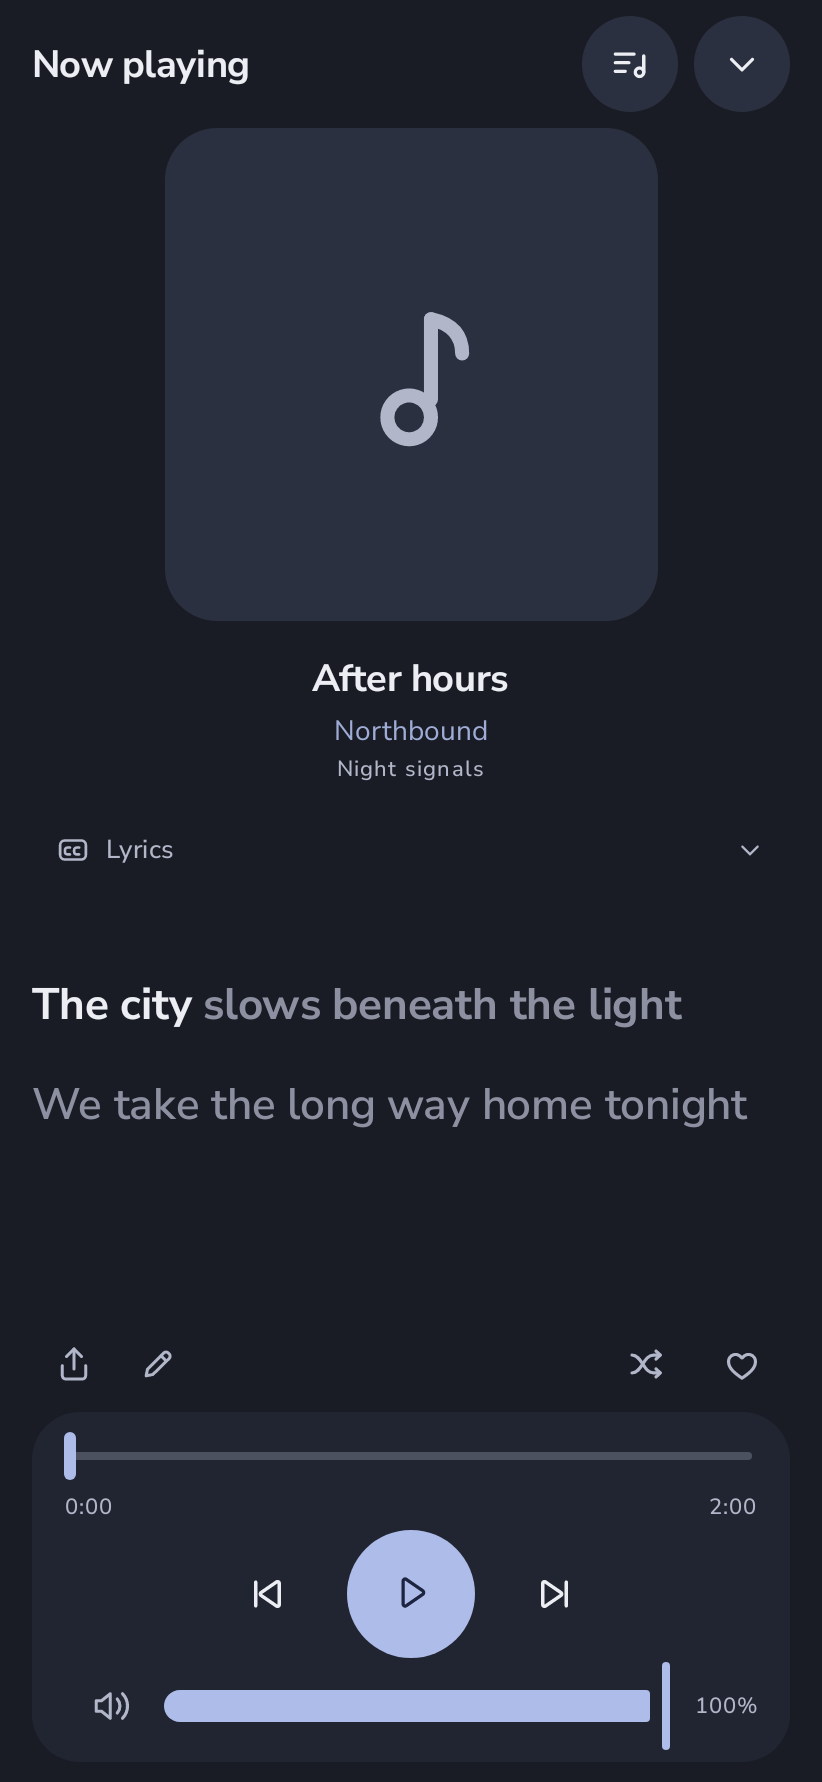 Now playing
After hours
Northbound
Night signals
CC Lyrics
The city slows beneath the light
We take the long way home tonight
0:00 2:00
100%